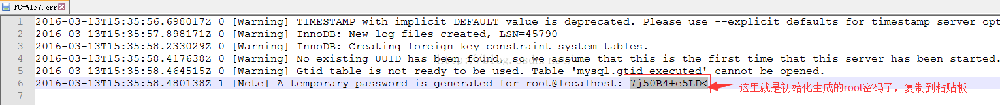 PC-WIN7.err
1 2016-03-13T15:35:56.698017Z 0 [Warning] TIMESTAMP with implicit DEFAULT value is deprecated. Please use --explicit_defaults_for_timestamp server opt
2 2016-03-13T15:35:57.898171Z 0 [Warning] InnoDB: New log files created, LSN=45790
3 2016-03-13T15:35:58.233029Z 0 [Warning] InnoDB: Creating foreign key constraint system tables.
4 2016-03-13T15:35:58.417638Z 0 [Warning] No existing UUID has been found, so we assume that this is the first time that this server has been started.
5 2016-03-13T15:35:58.464515Z 0 [Warning] Gtid table is not ready to be used. Table 'mysql.gtid_executed' cannot be opened.
6 2016-03-13T15:35:58.480138Z 1 [Note] A temporary password is generated for root@localhost: 7j50B4+e5LD< 这里就是初始化生成的root密码了，复制到粘贴板
7